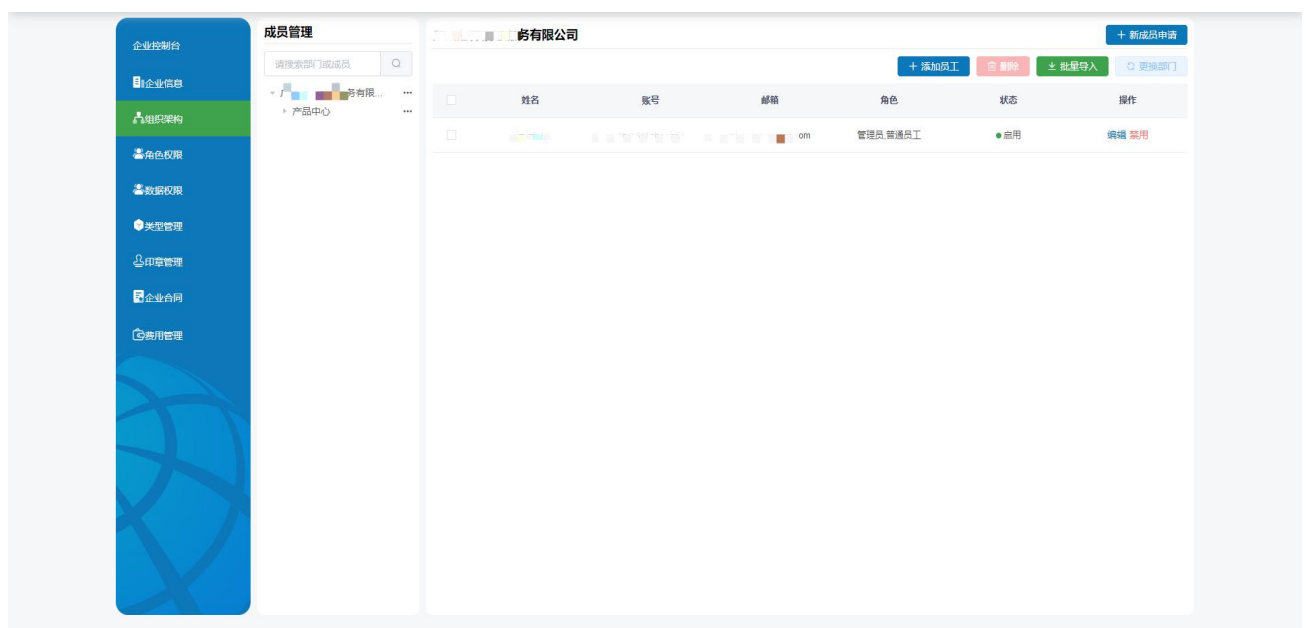 企业控制台
企业信息
组织架构
角色权限
数据权限
类型管理
印章管理
企业合同
费用管理
成员管理
请搜索部门或成员
务有限...
产品中心
务有限公司
+ 新成员申请
+ 添加员工
删除
批量导入
更换部门
姓名 账号 邮箱 角色 状态 操作
om 管理员,普通员工 启用 编辑 禁用